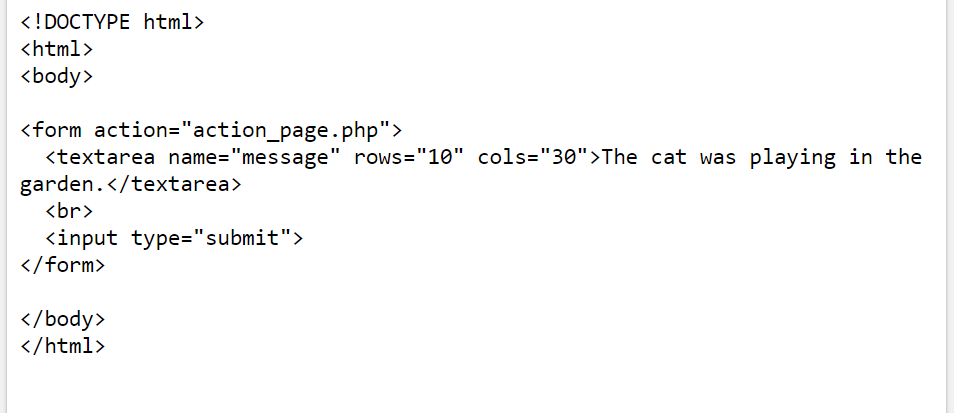 <!DOCTYPE html>
<html>
<body>

<form action="action_page.php">
  <textarea name="message" rows="10" cols="30">The cat was playing in the
garden.</textarea>
  <br>
  <input type="submit">
</form>

</body>
</html>